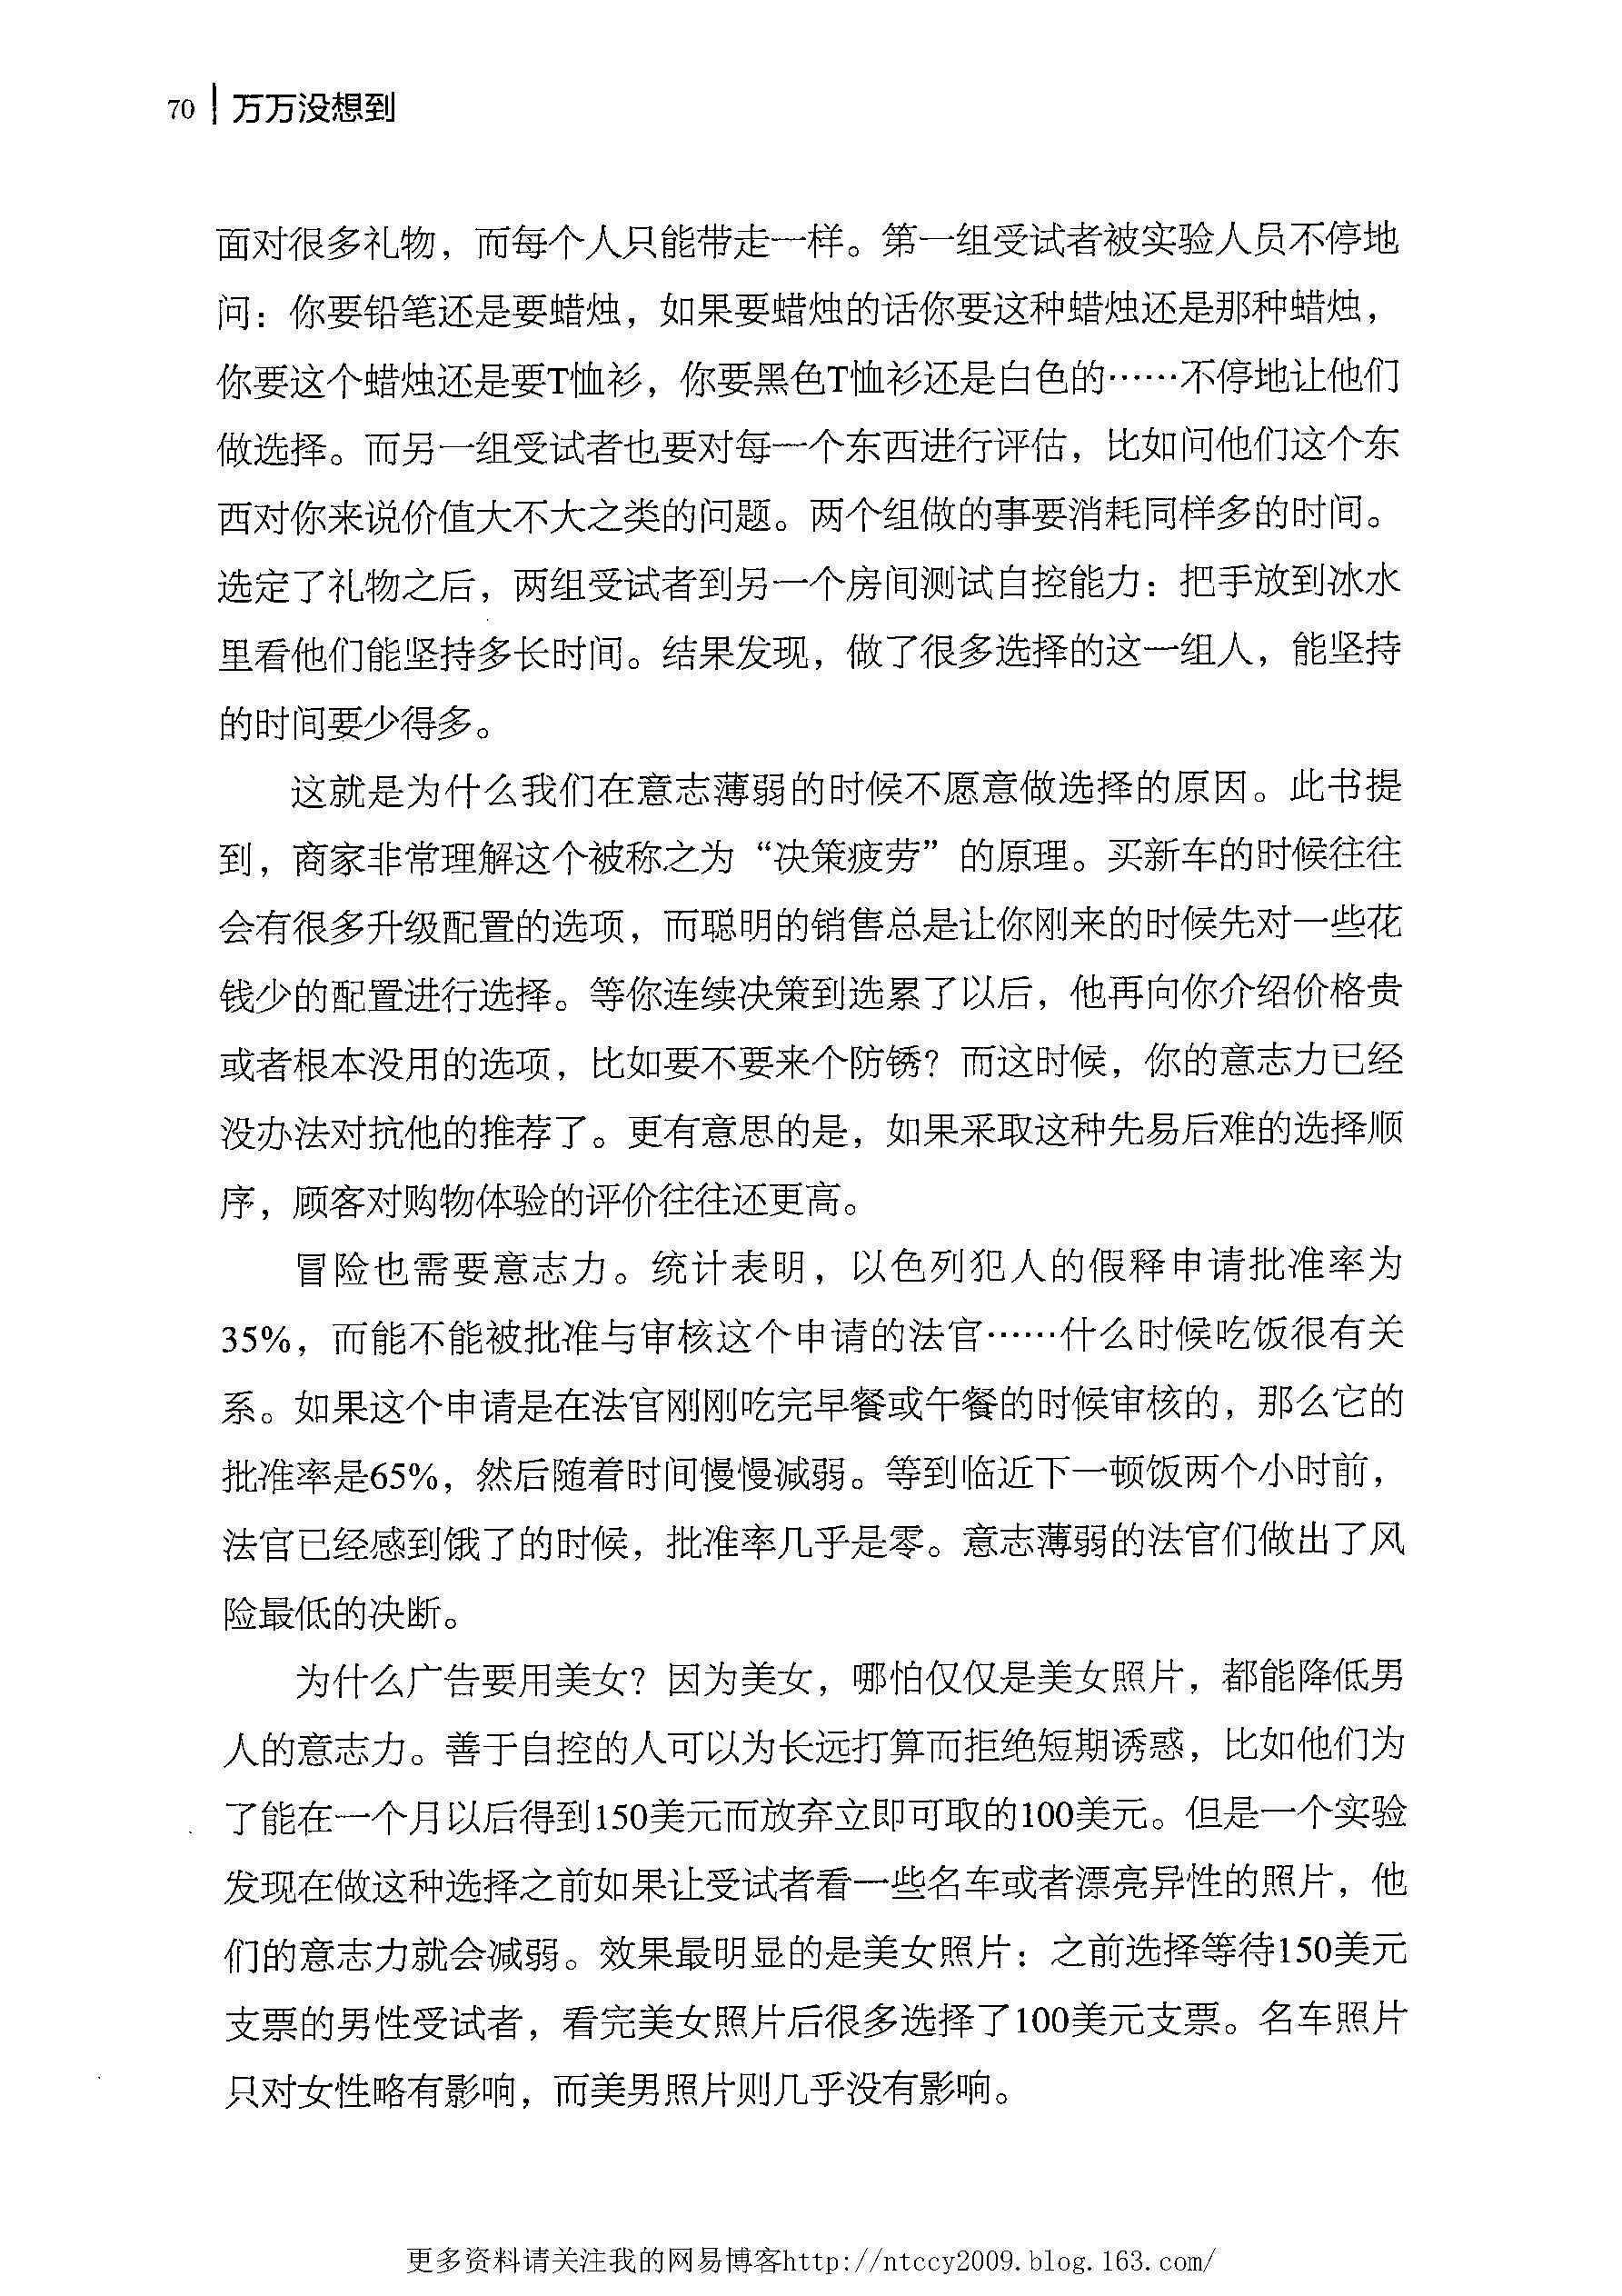 70 万万没想到
面对很多礼物，而每个人只能带走一样。第一组受试者被实验人员不停地
问：你要铅笔还是要蜡烛，如果要蜡烛的话你要这种蜡烛还是那种蜡烛，
你要这个蜡烛还是要T恤衫，你要黑色T恤衫还是白色的……不停地让他们
做选择。而另一组受试者也要对每一个东西进行评估，比如问他们这个东
西对你来说价值大不大之类的问题。两个组做的事要消耗同样多的时间。
选定了礼物之后，两组受试者到另一个房间测试自控能力：把手放到冰水
里看他们能坚持多长时间。结果发现，做了很多选择的这一组人，能坚持
的时间要少得多。
这就是为什么我们在意志薄弱的时候不愿意做选择的原因。此书提
到，商家非常理解这个被称之为“决策疲劳”的原理。买新车的时候往往
会有很多升级配置的选项，而聪明的销售总是让你刚来的时候先对一些花
钱少的配置进行选择。等你连续决策到选累了以后，他再向你介绍价格贵
或者根本没用的选项，比如要不要来个防锈？而这时候，你的意志力已经
没办法对抗他的推荐了。更有意思的是，如果采取这种先易后难的选择顺
序，顾客对购物体验的评价往往还更高。
冒险也需要意志力。统计表明，以色列犯人的假释申请批准率为
35%，而能不能被批准与审核这个申请的法官……什么时候吃饭很有关
系。如果这个申请是在法官刚刚吃完早餐或午餐的时候审核的，那么它的
批准率是65%，然后随着时间慢慢减弱。等到临近下一顿饭两个小时前，
法官已经感到饿了的时候，批准率几乎是零。意志薄弱的法官们做出了风
险最低的决断。
为什么广告要用美女？因为美女，哪怕仅仅是美女照片，都能降低男
人的意志力。善于自控的人可以为长远打算而拒绝短期诱惑，比如他们为
了能在一个月以后得到150美元而放弃立即可取的100美元。但是一个实验
发现在做这种选择之前如果让受试者看一些名车或者漂亮异性的照片，他
们的意志力就会减弱。效果最明显的是美女照片：之前选择等待150美元
支票的男性受试者，看完美女照片后很多选择了100美元支票。名车照片
只对女性略有影响，而美男照片则几乎没有影响。
更多资料请关注我的网易博客http://ntccy2009.blog.163.com/